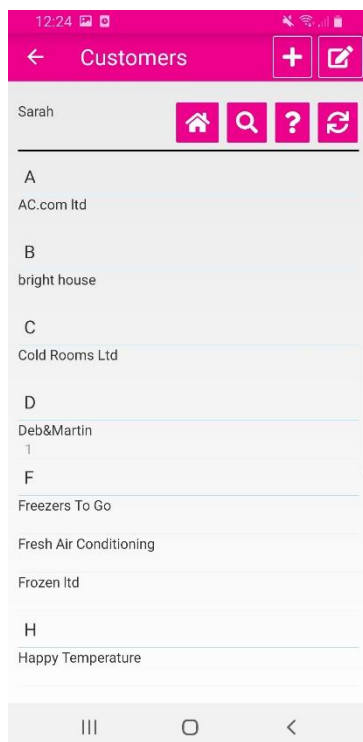 12:24
Customers
Sarah
?
A
AC.com ltd
B
bright house
C
Cold Rooms Ltd
D
Deb&Martin
1
F
Freezers To Go
Fresh Air Conditioning
Frozen ltd
H
Happy Temperature